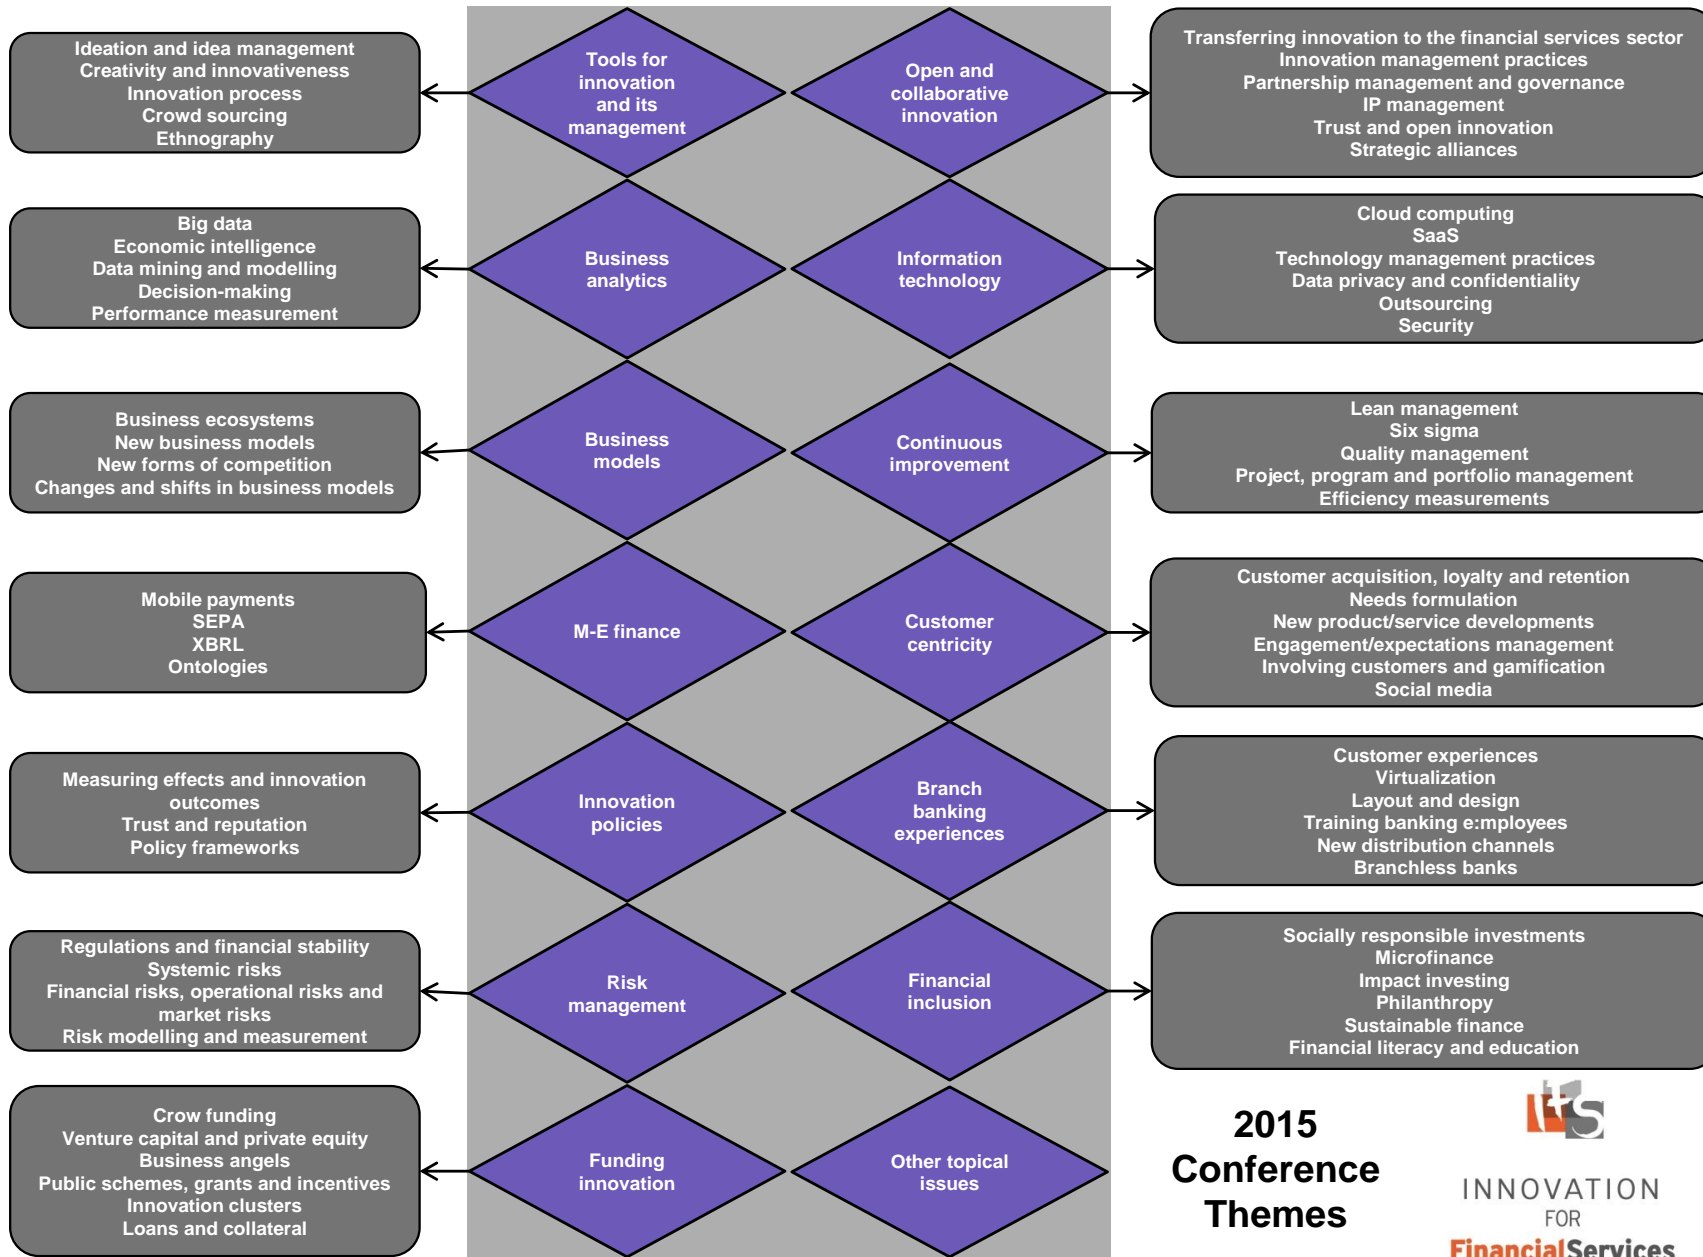 Ideation and idea management
Creativity and innovativeness
Innovation process
Crowd sourcing
Ethnography
Tools for
innovation
and its
management
Open and
collaborative
innovation
Transferring innovation to the financial services sector
Innovation management practices
Partnership management and governance
IP management
Trust and open innovation
Strategic alliances
Big data
Economic intelligence
Data mining and modelling
Decision-making
Performance measurement
Business
analytics
Information
technology
Cloud computing
SaaS
Technology management practices
Data privacy and confidentiality
Outsourcing
Security
Business ecosystems
New business models
New forms of competition
Changes and shifts in business models
Business
models
Continuous
improvement
Lean management
Six sigma
Quality management
Project, program and portfolio management
Efficiency measurements
Mobile payments
SEPA
XBRL
Ontologies
M-E finance
Customer
centricity
Customer acquisition, loyalty and retention
Needs formulation
New product/service developments
Engagement/expectations management
Involving customers and gamification
Social media
Measuring effects and innovation
outcomes
Trust and reputation
Policy frameworks
Innovation
policies
Branch
banking
experiences
Customer experiences
Virtualization
Layout and design
Training banking e:mployees
New distribution channels
Branchless banks
Regulations and financial stability
Systemic risks
Financial risks, operational risks and
market risks
Risk modelling and measurement
Risk
management
Financial
inclusion
Socially responsible investments
Microfinance
Impact investing
Philanthropy
Sustainable finance
Financial literacy and education
Crow funding
Venture capital and private equity
Business angels
Public schemes, grants and incentives
Innovation clusters
Loans and collateral
Funding
innovation
Other topical
issues
2015
Conference
Themes
INNOVATION
FOR
FinancialServices